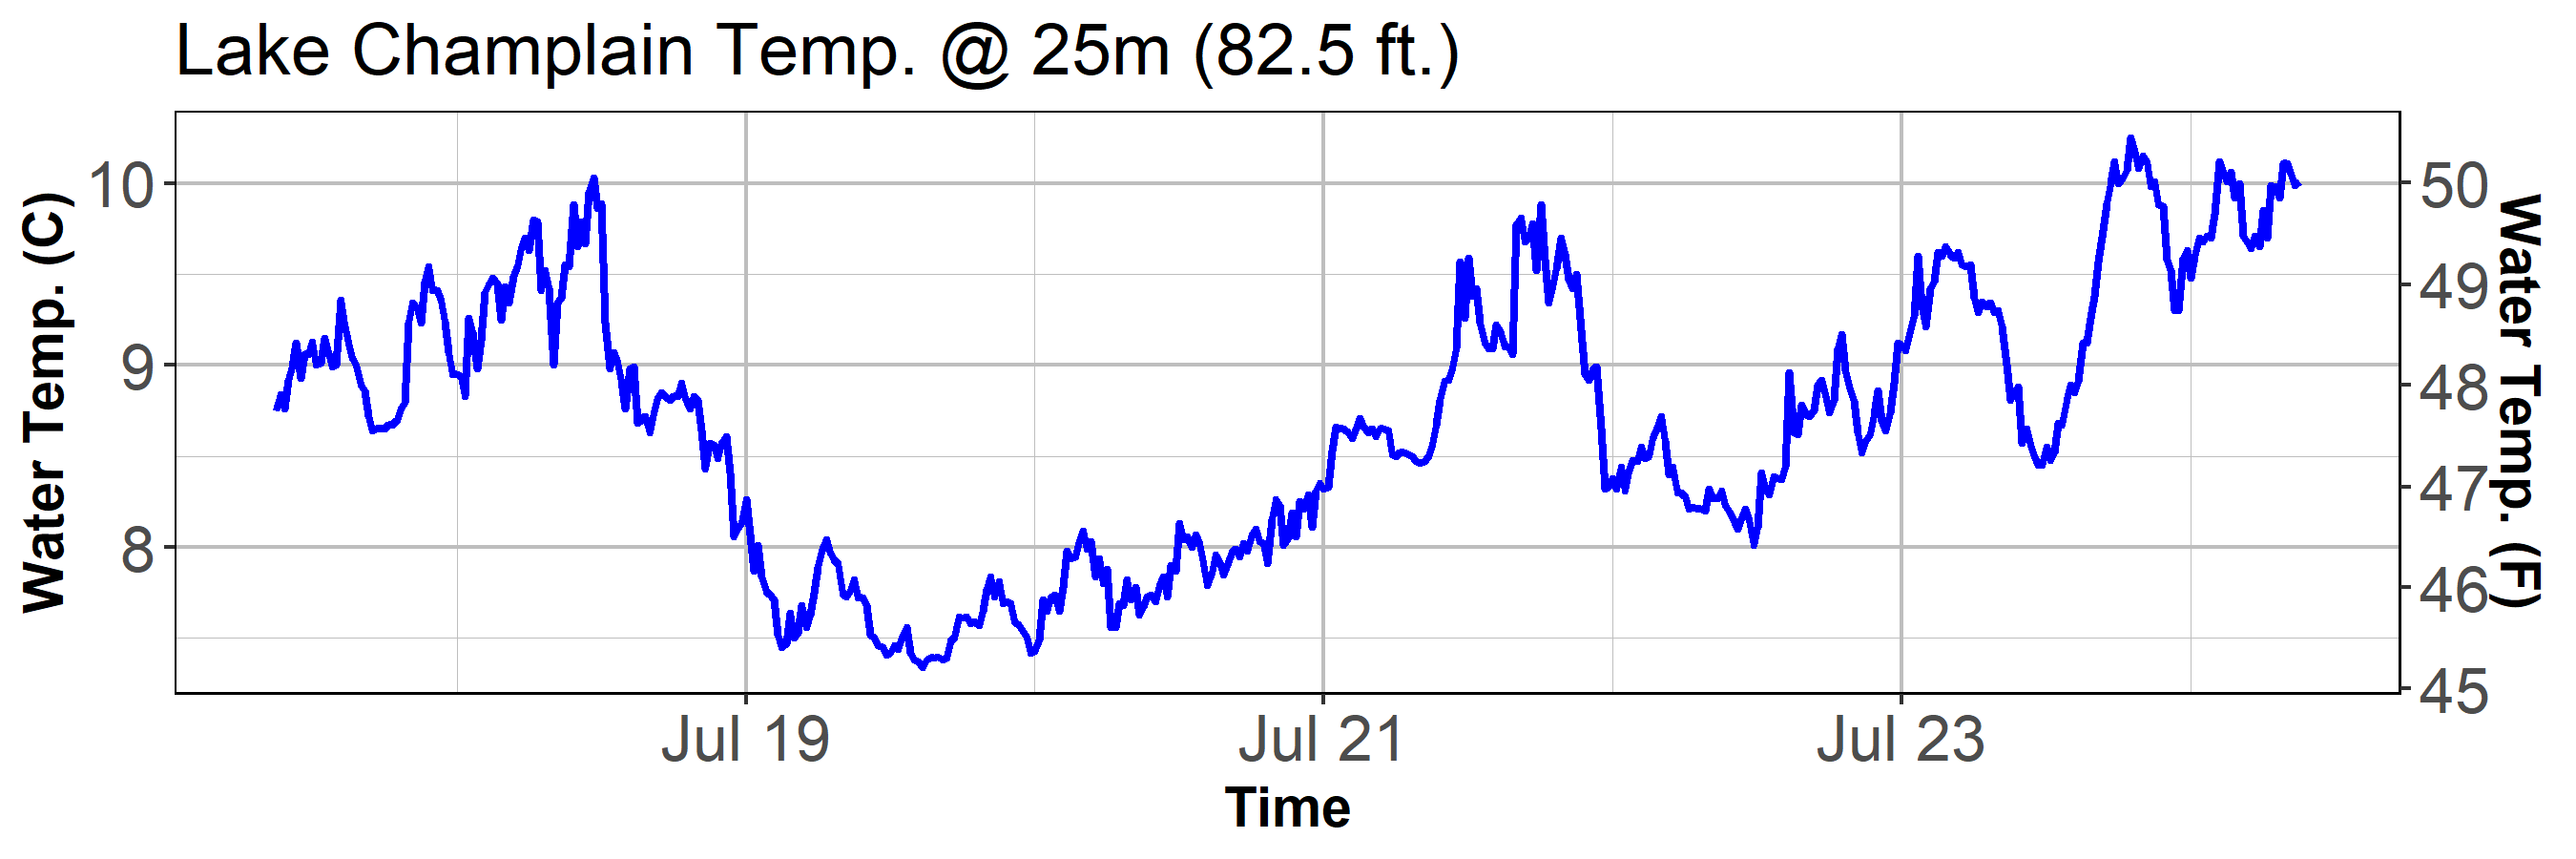 Lake Champlain Temp. @ 25m (82.5 ft.)
Water Temp. (C)
10
9
8
50
49
48
47
46
45
Water Temp. (F)
Jul 19 Jul 21 Jul 23
Time